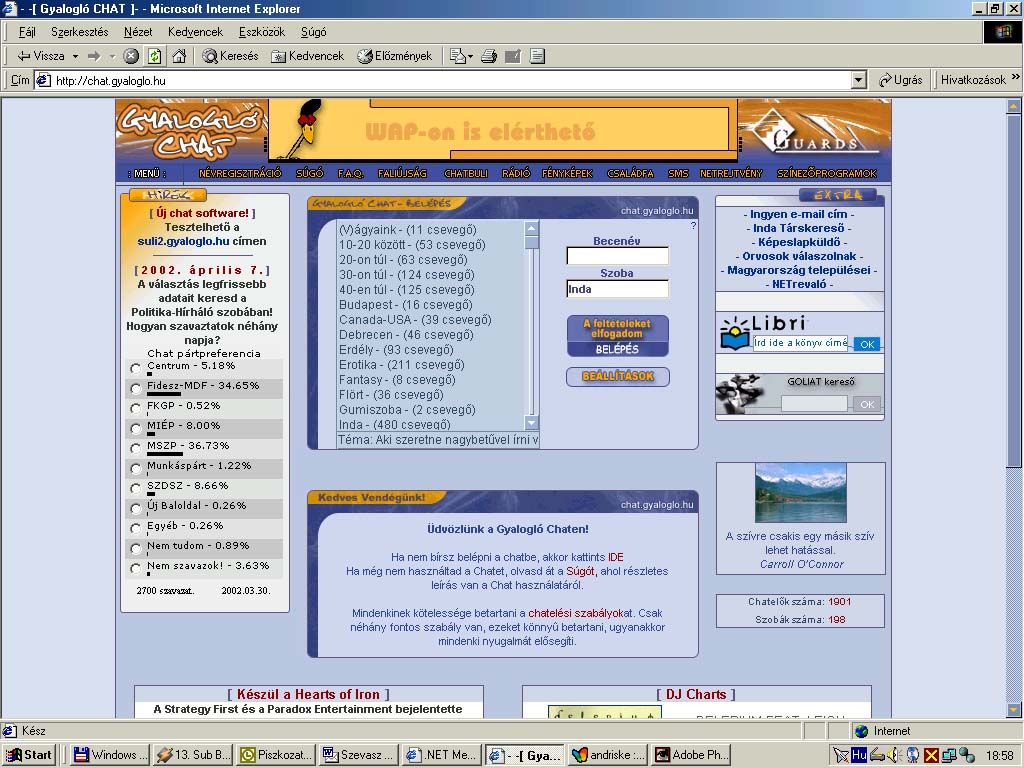 - -[ Gyalogló CHAT ]- - Microsoft Internet Explorer
Fájl Szerkesztés Nézet Kedvencek Eszközök Súgó
Vissza Keresés Kedvencek Előzmények
Cím http://chat.gyaloglo.hu Ugrás Hivatkozások »
GYALOGLÓ CHAT
WAP-on is elérthető
GUARDS
: MENÜ : NÉVREGISZTRÁCIÓ SÚGÓ F.A.Q. FALIÚJSÁG CHATBULI RÁDIÓ FÉNYKÉPEK CSALÁDFA SMS NETREJTVÉNY SZÍNEZŐPROGRAMOK
HÍREK
[ Új chat software! ]
Tesztelhető a
suli2.gyaloglo.hu címen
[ 2002. április 7.]
A választás legfrissebb
adatait keresd a
Politika-Hírháló szobában!
Hogyan szavaztatok néhány
napja?
Chat pártpreferencia
Centrum - 5.18%
Fidesz-MDF - 34.65%
FKGP - 0.52%
MIÉP - 8.00%
MSZP - 36.73%
Munkáspárt - 1.22%
SZDSZ - 8.66%
Új Baloldal - 0.26%
Egyéb - 0.26%
Nem tudom - 0.89%
Nem szavazok! - 3.63%
2700 szavazat. 2002.03.30.
GYALOGLÓ CHAT - BELÉPÉS
chat.gyaloglo.hu
?
(V)ágyaink - (11 csevegő)
10-20 között - (53 csevegő)
20-on túl - (63 csevegő)
30-on túl - (124 csevegő)
40-en túl - (125 csevegő)
Budapest - (16 csevegő)
Canada-USA - (39 csevegő)
Debrecen - (46 csevegő)
Erdély - (93 csevegő)
Erotika - (211 csevegő)
Fantasy - (8 csevegő)
Flört - (36 csevegő)
Gumiszoba - (2 csevegő)
Inda - (480 csevegő)
Téma: Aki szeretne nagybetűvel írni v
Becenév
Szoba
Inda
A feltételeket
elfogadom
BELÉPÉS
BEÁLLÍTÁSOK
Kedves Vendégünk!
chat.gyaloglo.hu
Üdvözlünk a Gyalogló Chaten!
Ha nem bírsz belépni a chatbe, akkor kattints IDE
Ha még nem használtad a Chatet, olvasd át a Súgót, ahol részletes
leírás van a Chat használatáról.
Mindenkinek kötelessége betartani a chatelési szabályokat. Csak
néhány fontos szabály van, ezeket könnyû betartani, ugyanakkor
mindenki nyugalmát elősegíti.
EXTRA
- Ingyen e-mail cím -
- Inda Társkereső -
- Képeslapküldő -
- Orvosok válaszolnak -
- Magyarország települései -
- NETrevaló -
Libri
Írd ide a könyv címé OK
GOLIAT kereső
OK
A szívre csakis egy másik szív
lehet hatással.
Carroll O'Connor
Chatelők száma: 1901
Szobák száma: 198
[ Készül a Hearts of Iron ]
A Strategy First és a Paradox Entertainment bejelentette
[ DJ Charts ]
delerium
DELERIUM FEAT. LEIGH
Kész Internet
Start Windows ... 13. Sub B... Piszkozat... Szevasz ... .NET Me... - -[ Gya... andriske :... Adobe Ph... Hu 18:58